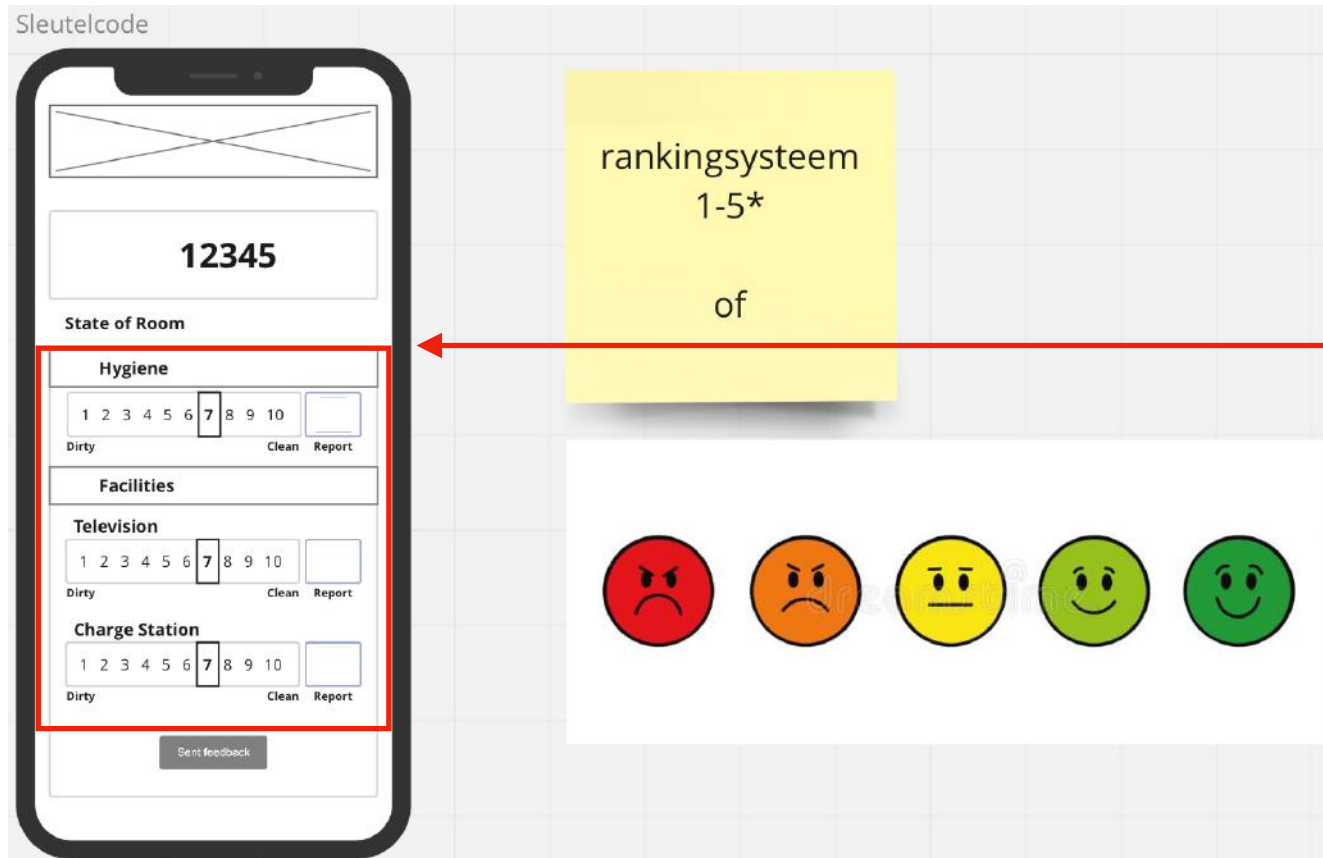 Sleutelcode
12345
State of Room
Hygiene
1 2 3 4 5 6 7 8 9 10
Dirty Clean Report
Facilities
Television
1 2 3 4 5 6 7 8 9 10
Dirty Clean Report
Charge Station
1 2 3 4 5 6 7 8 9 10
Dirty Clean Report
Sent feedback
rankingsysteem
1-5*
of
dreamstime